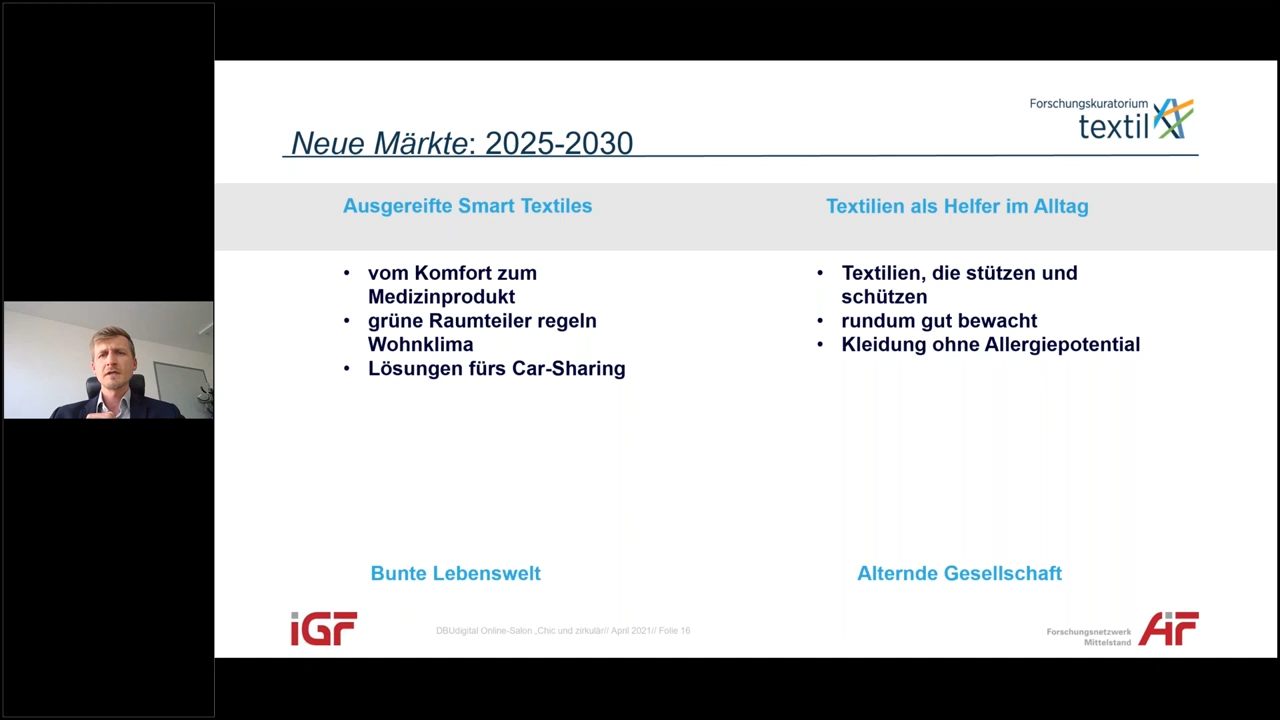 Forschungskuratorium
textil
Neue Märkte: 2025-2030
Ausgereifte Smart Textiles
• vom Komfort zum
Medizinprodukt
• grüne Raumteiler regeln
Wohnklima
• Lösungen fürs Car-Sharing
Bunte Lebenswelt
Textilien als Helfer im Alltag
• Textilien, die stützen und
schützen
• rundum gut bewacht
• Kleidung ohne Allergiepotential
Alternde Gesellschaft
iGF
DBUdigital Online-Salon „Chic und zirkulär// April 2021// Folie 16
Forschungsnetzwerk
Mittelstand
AiF